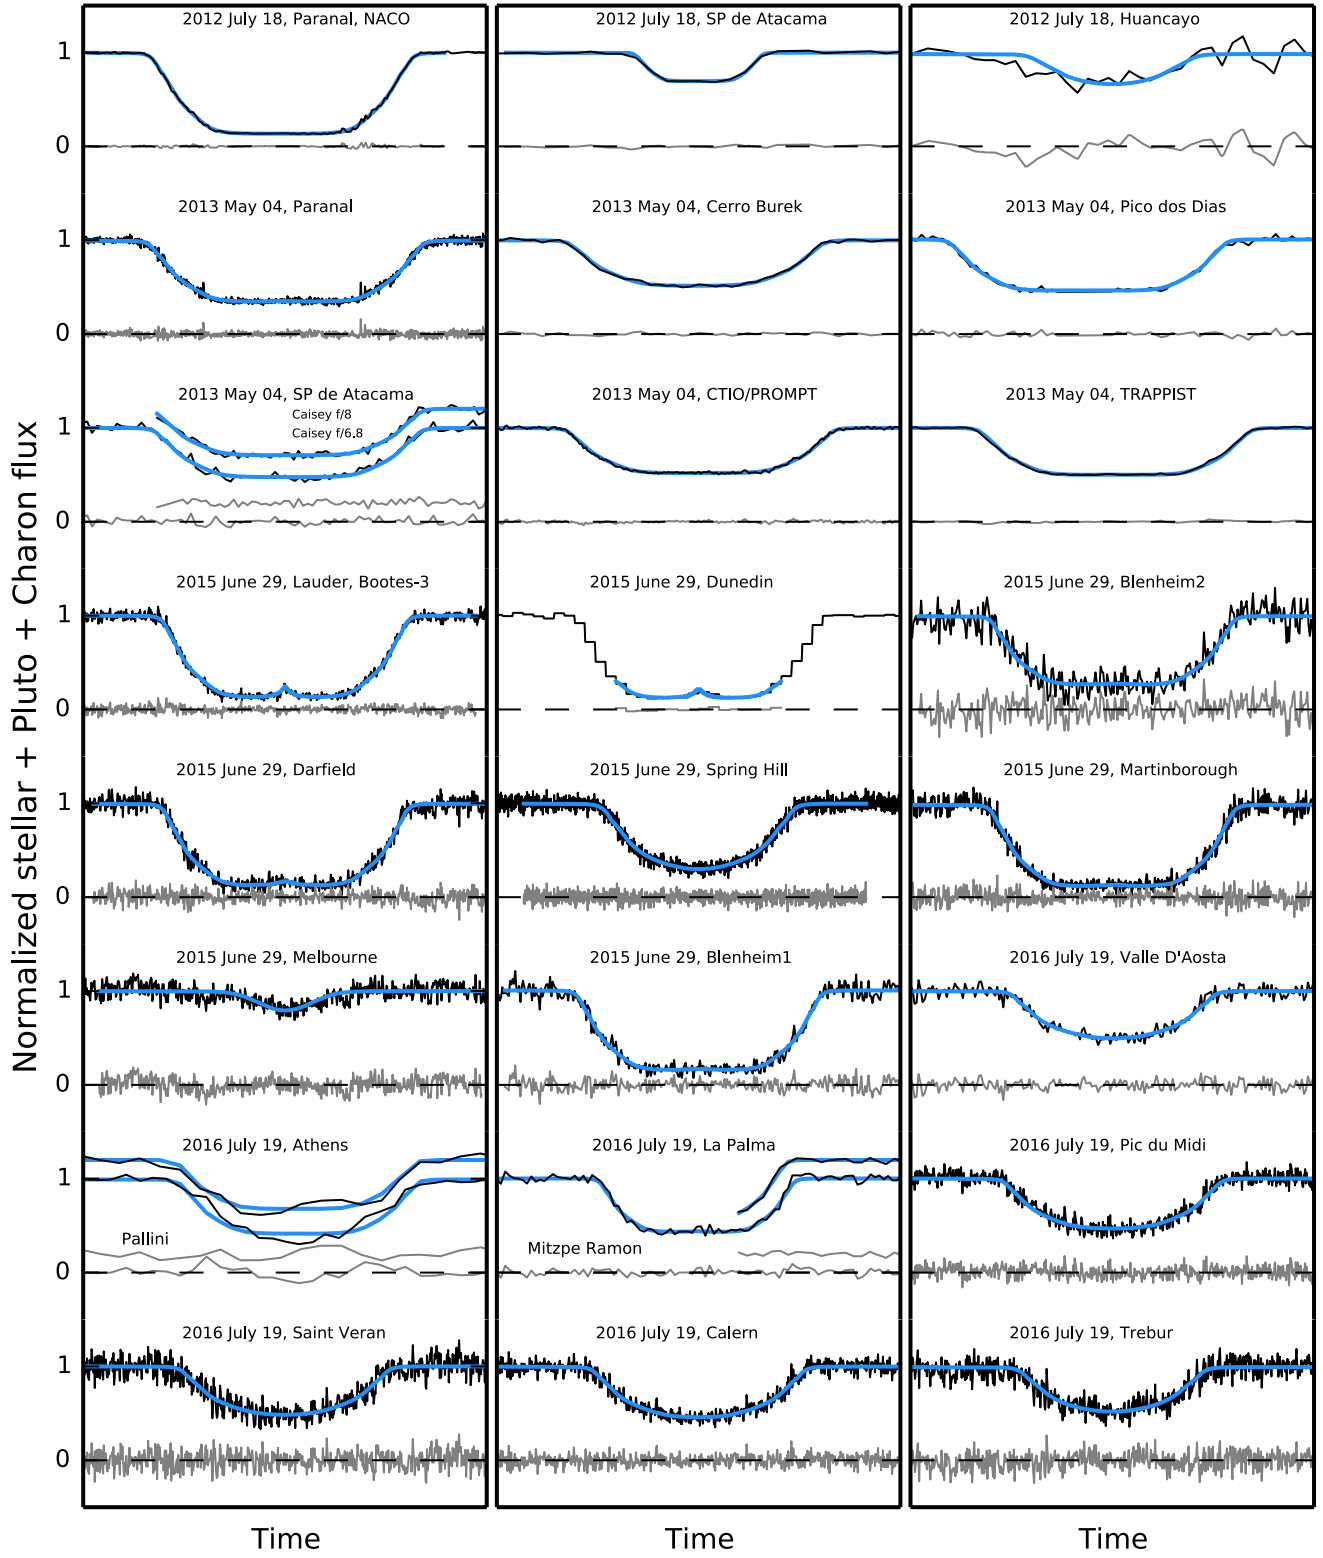 2012 July 18, Paranal, NACO
2012 July 18, SP de Atacama
2012 July 18, Huancayo
1
0
2013 May 04, Paranal
2013 May 04, Cerro Burek
2013 May 04, Pico dos Dias
1
0
2013 May 04, SP de Atacama
Caisey f/8
Caisey f/6.8
2013 May 04, CTIO/PROMPT
2013 May 04, TRAPPIST
1
0
2015 June 29, Lauder, Bootes-3
2015 June 29, Dunedin
2015 June 29, Blenheim2
1
0
2015 June 29, Darfield
2015 June 29, Spring Hill
2015 June 29, Martinborough
1
0
2015 June 29, Melbourne
2015 June 29, Blenheim1
2016 July 19, Valle D'Aosta
1
0
2016 July 19, Athens
Pallini
2016 July 19, La Palma
Mitzpe Ramon
2016 July 19, Pic du Midi
1
0
2016 July 19, Saint Veran
2016 July 19, Calern
2016 July 19, Trebur
1
0
Normalized stellar + Pluto + Charon flux
Time
Time
Time